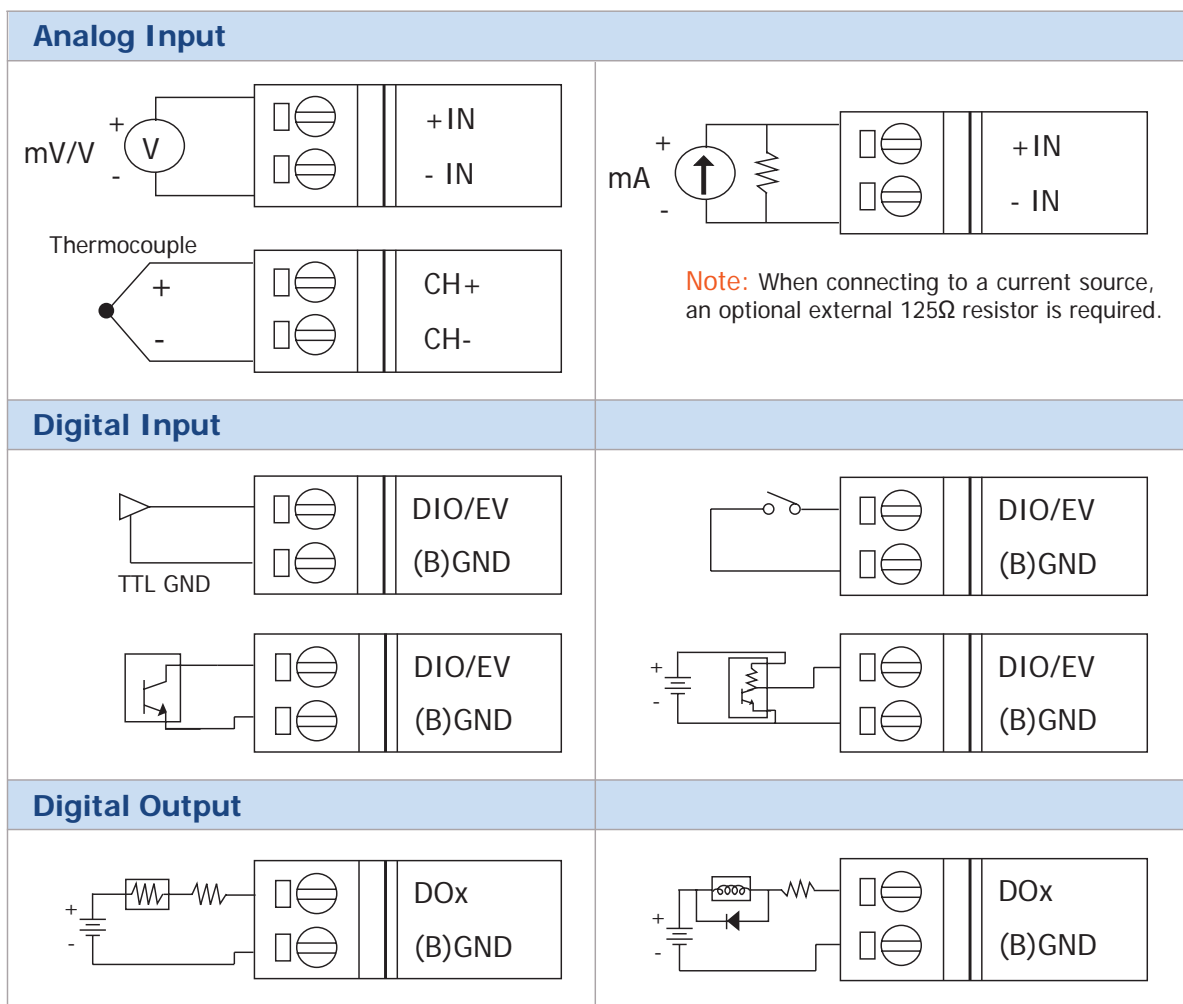 Analog Input
mV/V
+
V
-
+IN
- IN
mA
+
-
+IN
- IN
Thermocouple
+
-
CH+
CH-
Note: When connecting to a current source,
an optional external 125Ω resistor is required.
Digital Input
TTL GND
DIO/EV
(B)GND
DIO/EV
(B)GND
DIO/EV
(B)GND
+
-
DIO/EV
(B)GND
Digital Output
+
-
DOx
(B)GND
+
-
DOx
(B)GND